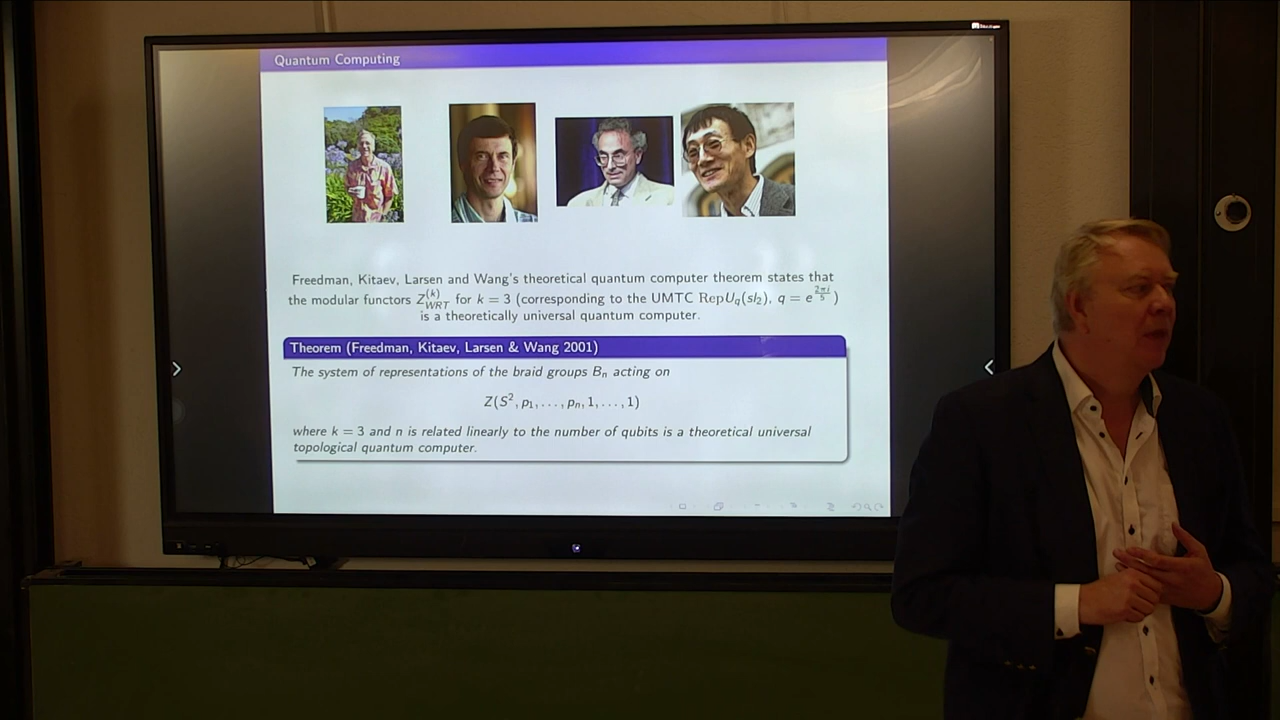 Quantum Computing
Freedman, Kitaev, Larsen and Wang's theoretical quantum computer theorem states that
the modular functors Z_{WRT}^{(k)} for k = 3 (corresponding to the UMTC Rep U_q(sl_2), q = e^{\frac{2πi}{5}})
is a theoretically universal quantum computer.
Theorem (Freedman, Kitaev, Larsen & Wang 2001)
The system of representations of the braid groups B_n acting on
Z(S^2, p_1, . . . , p_n, 1, . . . , 1)
where k = 3 and n is related linearly to the number of qubits is a theoretical universal
topological quantum computer.